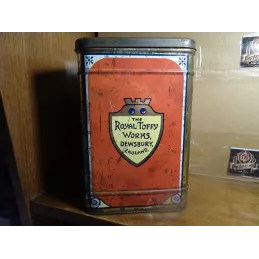 THE
ROYAL TOFFY
WORKS,
DEWSBURY,
ENGLAND.